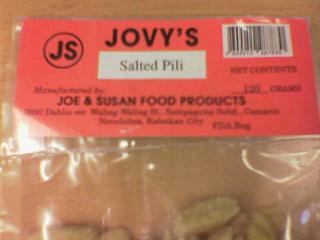 JS
JOVY'S
Salted Pili
NET CONTENTS
120 GRAMS
Manufactured by:
JOE & SUSAN FOOD PRODUCTS
Dahlia cor. Waling-Waling St., Sampaguita Subd., Camarin
Novaliches, Kalookan City
FDA Reg.